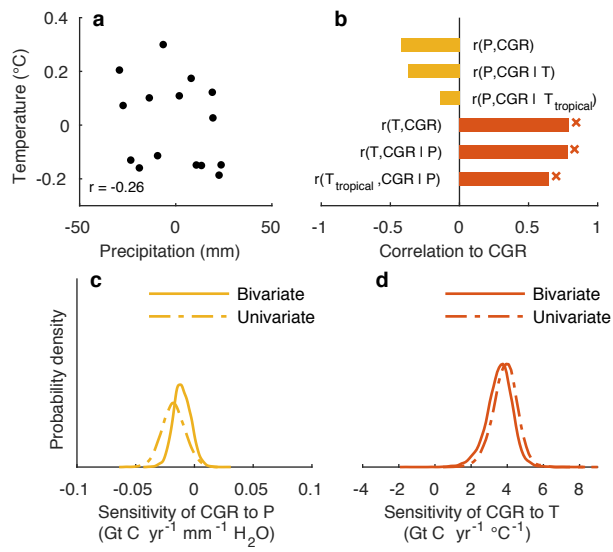 a
Temperature (°C)
0.4
0.2
0
-0.2
r = -0.26
-50
0
50
Precipitation (mm)
b
r(P,CGR)
r(P,CGR | T)
r(P,CGR | T_tropical)
r(T,CGR)
r(T,CGR | P)
r(T_tropical,CGR | P)
-1
-0.5
0
0.5
1
Correlation to CGR
c
Bivariate
Univariate
Probability density
-0.1
-0.05
0
0.05
0.1
Sensitivity of CGR to P
(Gt C yr⁻¹ mm⁻¹ H₂O)
d
Bivariate
Univariate
-4
-2
0
2
4
6
8
Sensitivity of CGR to T
(Gt C yr⁻¹ °C⁻¹)